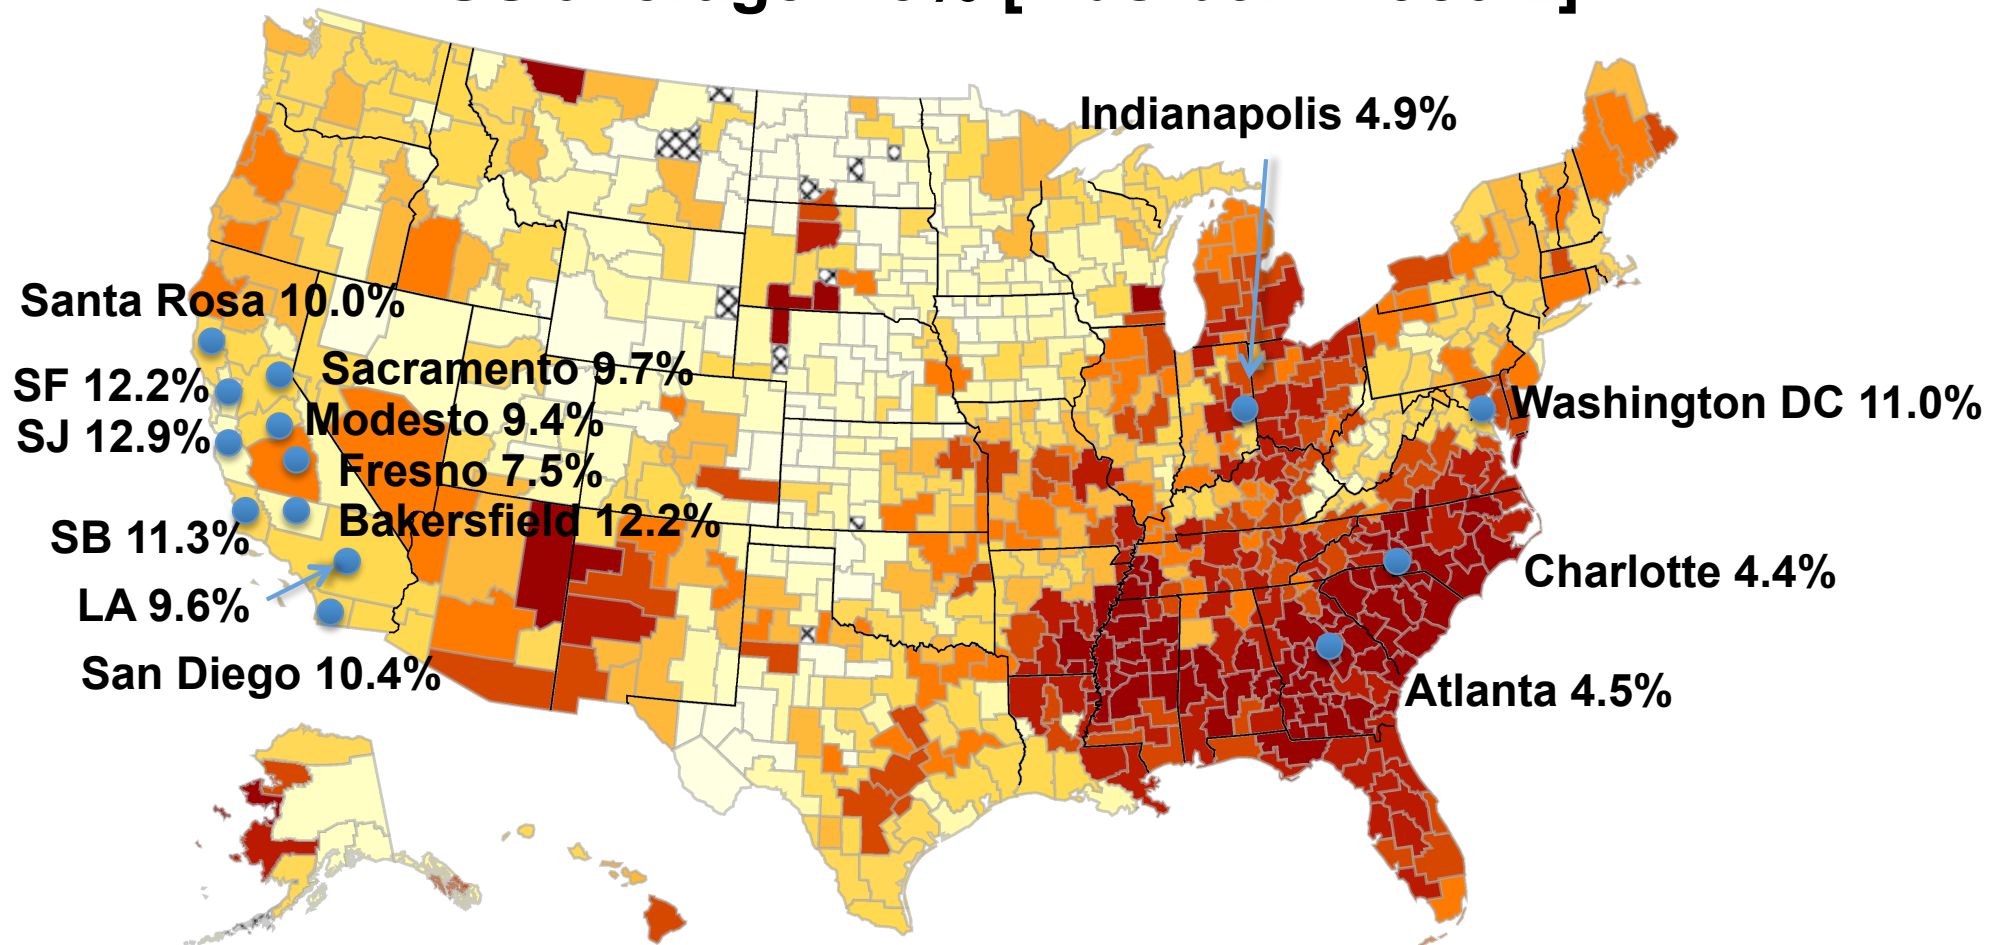 Indianapolis 4.9%
Santa Rosa 10.0%
Sacramento 9.7%
SF 12.2%
Modesto 9.4%
SJ 12.9%
Fresno 7.5%
Bakersfield 12.2%
SB 11.3%
LA 9.6%
San Diego 10.4%
Washington DC 11.0%
Charlotte 4.4%
Atlanta 4.5%